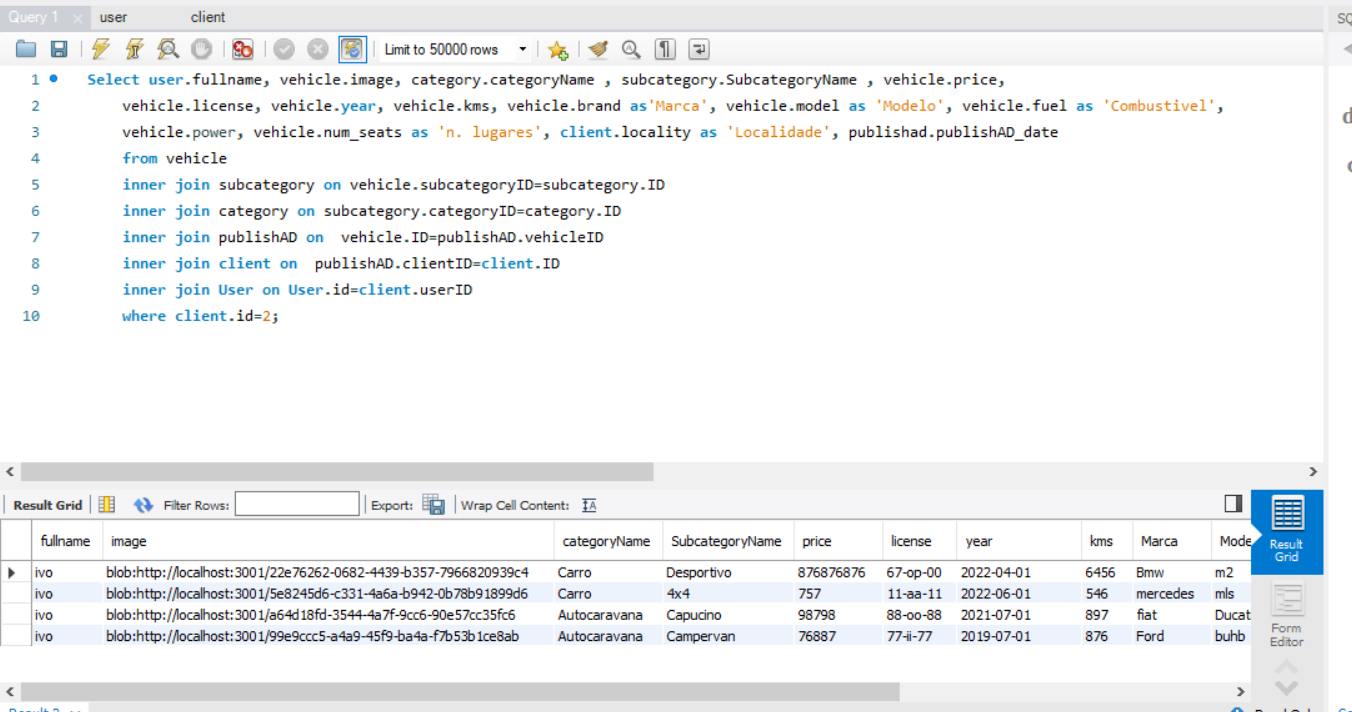 Query 1
user
client
SQ
Limit to 50000 rows
1 Select user.fullname, vehicle.image, category.categoryName , subcategory.SubcategoryName , vehicle.price,
2 vehicle.license, vehicle.year, vehicle.kms, vehicle.brand as'Marca', vehicle.model as 'Modelo', vehicle.fuel as 'Combustivel',
3 vehicle.power, vehicle.num_seats as 'n. lugares', client.locality as 'Localidade', publishad.publishAD_date
4 from vehicle
5 inner join subcategory on vehicle.subcategoryID=subcategory.ID
6 inner join category on subcategory.categoryID=category.ID
7 inner join publishAD on  vehicle.ID=publishAD.vehicleID
8 inner join client on  publishAD.clientID=client.ID
9 inner join User on User.id=client.userID
10 where client.id=2;
Result Grid Filter Rows: Export: Wrap Cell Content:
fullname image categoryName SubcategoryName price license year kms Marca Mode
ivo blob:http://localhost:3001/22e76262-0682-4439-b357-7966820939c4 Carro Desportivo 876876876 67-op-00 2022-04-01 6456 Bmw m2
ivo blob:http://localhost:3001/5e8245d6-c331-4a6a-b942-0b78b91899d6 Carro 4x4 757 11-aa-11 2022-06-01 546 mercedes mls
ivo blob:http://localhost:3001/a64d18fd-3544-4a7f-9cc6-90e57cc35fc6 Autocaravana Capucino 98798 88-oo-88 2021-07-01 897 fiat Ducat
ivo blob:http://localhost:3001/99e9ccc5-a4a9-45f9-ba4a-f7b53b1ce8ab Autocaravana Campervan 76887 77-ii-77 2019-07-01 876 Ford buhb
Result
Grid
Form
Editor